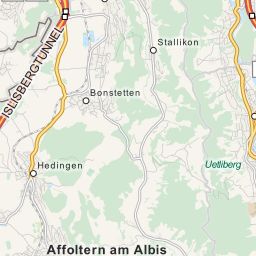 Stallikon
ISLISBERGTUNNEL
Bonstetten
Uetliberg
Hedingen
Affoltern am Albis